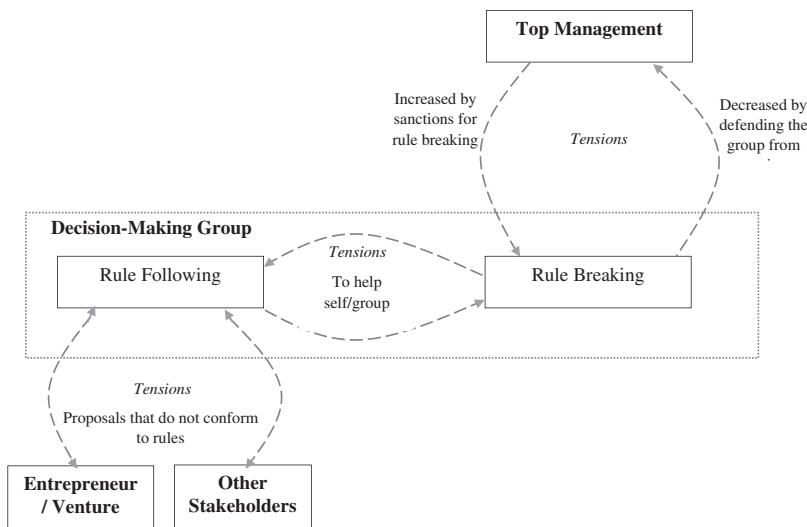 Top Management
Increased by
sanctions for
rule breaking
Tensions
Decreased by
defending the
group from
Decision-Making Group
Rule Following
Tensions
To help
self/group
Rule Breaking
Tensions
Proposals that do not conform
to rules
Entrepreneur
/ Venture
Other
Stakeholders